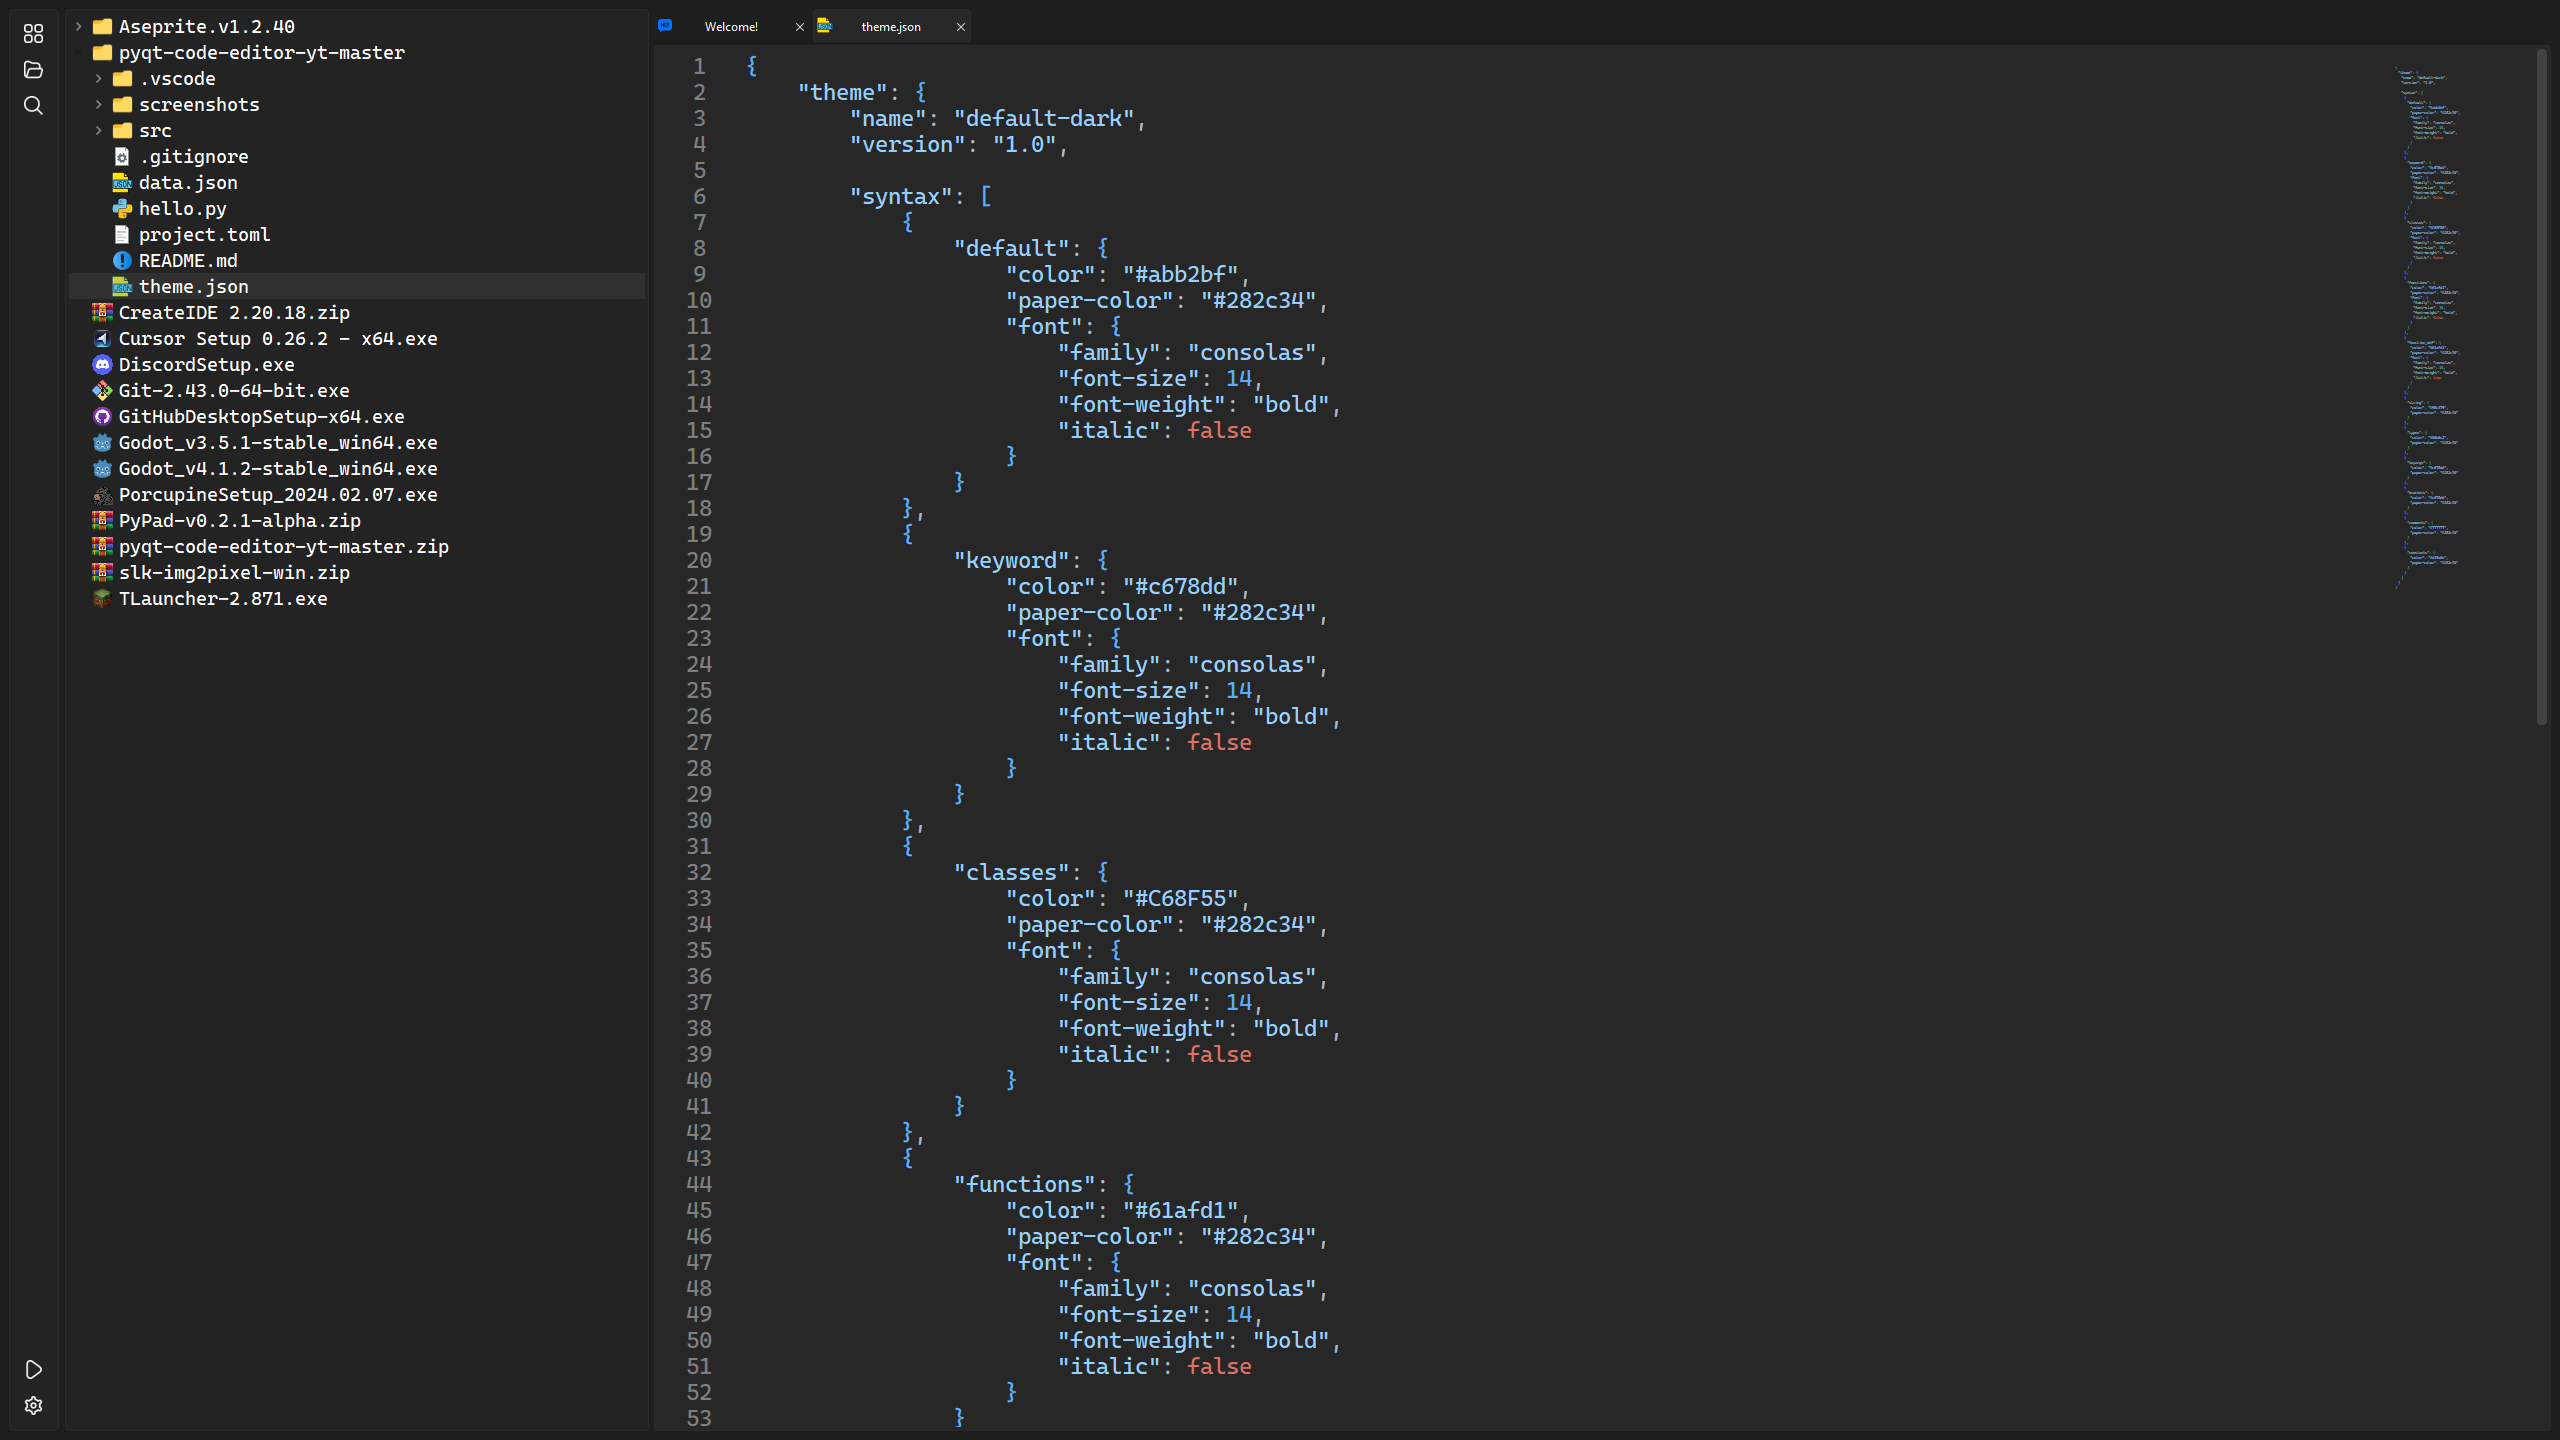 Aseprite.v1.2.40
pyqt-code-editor-yt-master
.vscode
screenshots
src
.gitignore
data.json
hello.py
project.toml
README.md
theme.json
CreateIDE 2.20.18.zip
Cursor Setup 0.26.2 - x64.exe
DiscordSetup.exe
Git-2.43.0-64-bit.exe
GitHubDesktopSetup-x64.exe
Godot_v3.5.1-stable_win64.exe
Godot_v4.1.2-stable_win64.exe
PorcupineSetup_2024.02.07.exe
PyPad-v0.2.1-alpha.zip
pyqt-code-editor-yt-master.zip
slk-img2pixel-win.zip
TLauncher-2.871.exe
Welcome! theme.json
1 {
2 "theme": {
3 "name": "default-dark",
4 "version": "1.0",
5
6 "syntax": [
7 {
8 "default": {
9 "color": "#abb2bf",
10 "paper-color": "#282c34",
11 "font": {
12 "family": "consolas",
13 "font-size": 14,
14 "font-weight": "bold",
15 "italic": false
16 }
17 }
18 },
19 {
20 "keyword": {
21 "color": "#c678dd",
22 "paper-color": "#282c34",
23 "font": {
24 "family": "consolas",
25 "font-size": 14,
26 "font-weight": "bold",
27 "italic": false
28 }
29 }
30 },
31 {
32 "classes": {
33 "color": "#C68F55",
34 "paper-color": "#282c34",
35 "font": {
36 "family": "consolas",
37 "font-size": 14,
38 "font-weight": "bold",
39 "italic": false
40 }
41 }
42 },
43 {
44 "functions": {
45 "color": "#61afd1",
46 "paper-color": "#282c34",
47 "font": {
48 "family": "consolas",
49 "font-size": 14,
50 "font-weight": "bold",
51 "italic": false
52 }
53 }